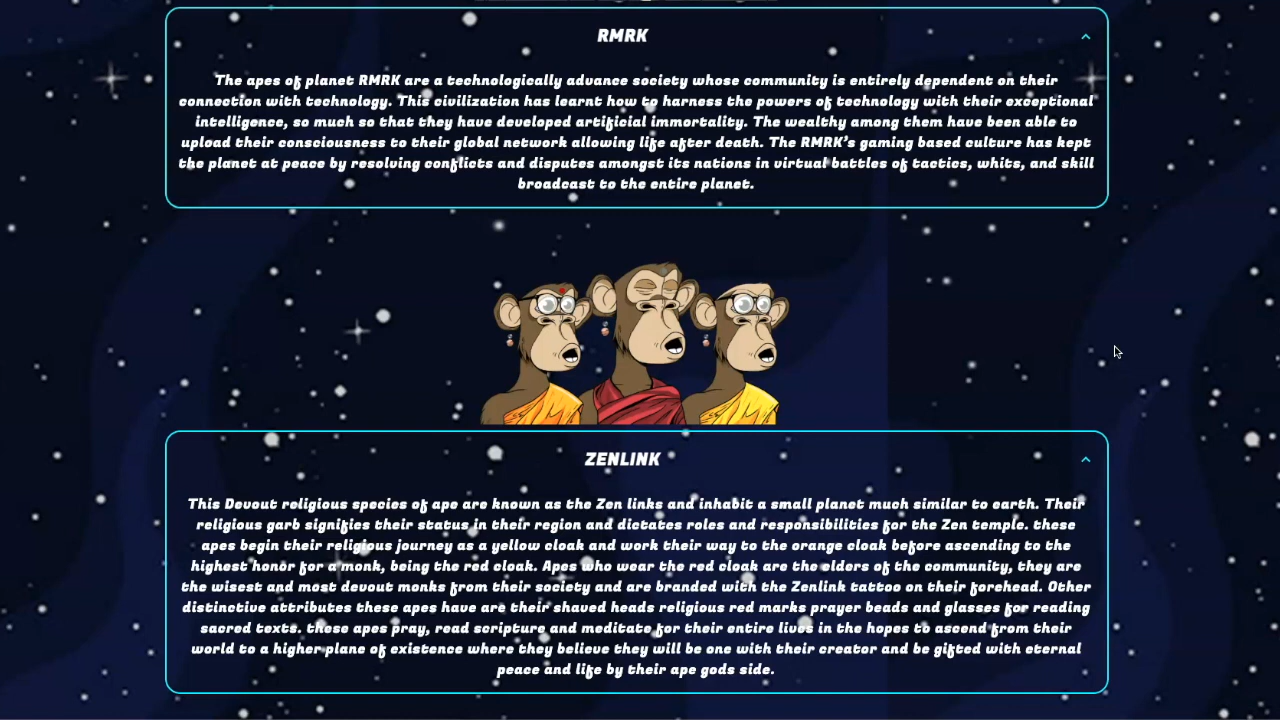 RMRK
The apes of planet RMRK are a technologically advance society whose community is entirely dependent on their
connection with technology. This civilization has learnt how to harness the powers of technology with their exceptional
intelligence, so much so that they have developed artificial immortality. The wealthy among them have been able to
upload their consciousness to their global network allowing life after death. The RMRK's gaming based culture has kept
the planet at peace by resolving conflicts and disputes amongst its nations in virtual battles of tactics, whits, and skill
broadcast to the entire planet.
ZENLINK
This Devout religious species of ape are known as the Zen links and inhabit a small planet much similar to earth. Their
religious garb signifies their status in their region and dictates roles and responsibilities for the Zen temple. these
apes begin their religious journey as a yellow cloak and work their way to the orange cloak before ascending to the
highest honor for a monk, being the red cloak. Apes who wear the red cloak are the elders of the community, they are
the wisest and most devout monks from their society and are branded with the Zenlink tattoo on their forehead. Other
distinctive attributes these apes have are their shaved heads religious red marks prayer beads and glasses for reading
sacred texts. these apes pray, read scripture and meditate for their entire lives in the hopes to ascend from their
world to a higher plane of existence where they believe they will be one with their creator and be gifted with eternal
peace and life by their ape gods side.